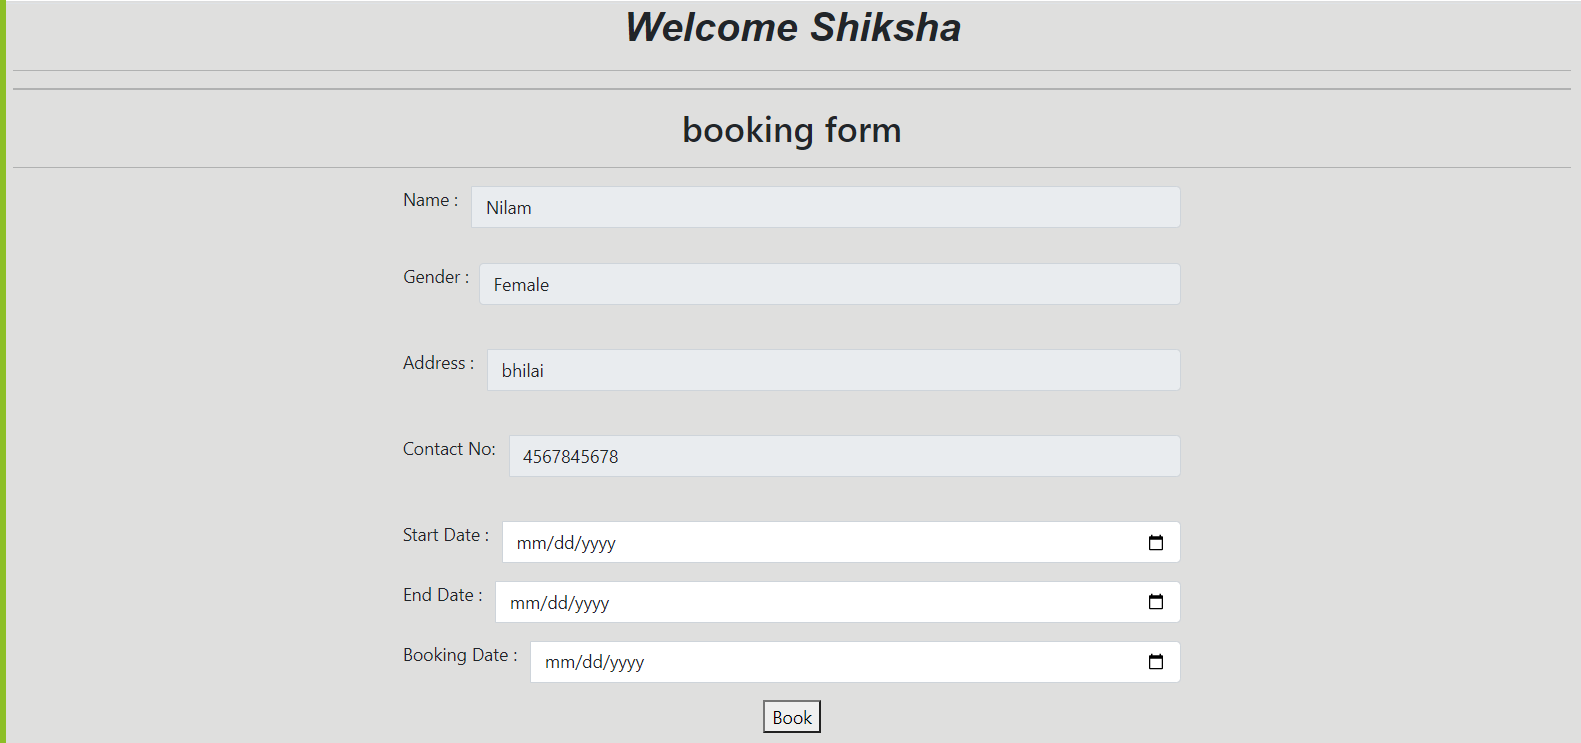 Welcome Shiksha
booking form
Name : Nilam
Gender : Female
Address : bhilai
Contact No: 4567845678
Start Date : mm/dd/yyyy
End Date : mm/dd/yyyy
Booking Date : mm/dd/yyyy
Book